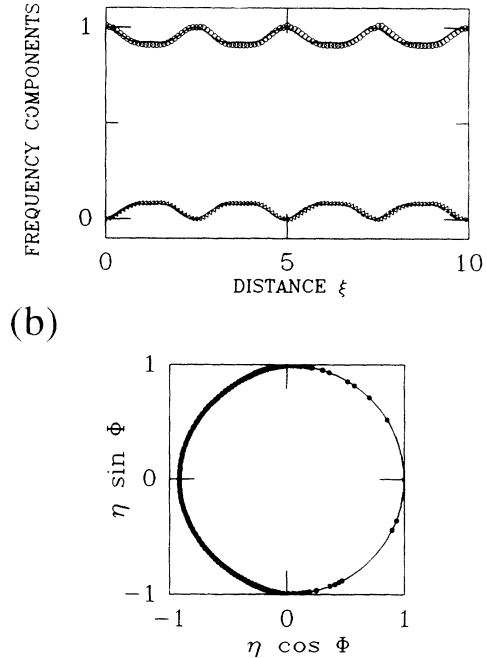 FREQUENCY COMPONENTS
1
0
0
5
10
DISTANCE ξ
(b)
η sin Φ
1
0
−1
−1
0
1
η cos Φ